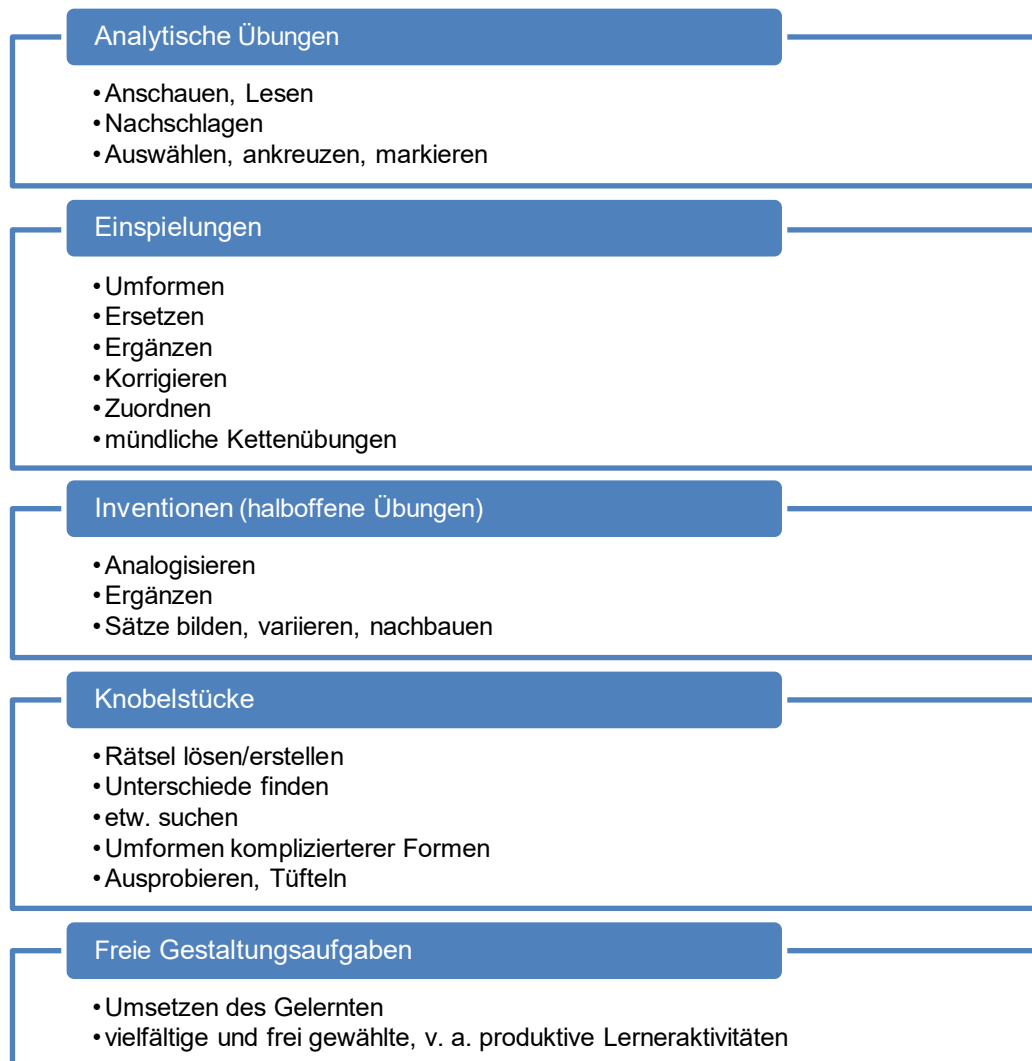 Analytische Übungen
•Anschauen, Lesen
•Nachschlagen
•Auswählen, ankreuzen, markieren
Einspielungen
•Umformen
•Ersetzen
•Ergänzen
•Korrigieren
•Zuordnen
•mündliche Kettenübungen
Inventionen (halboffene Übungen)
•Analogisieren
•Ergänzen
•Sätze bilden, variieren, nachbauen
Knobelstücke
•Rätsel lösen/erstellen
•Unterschiede finden
•etw. suchen
•Umformen komplizierterer Formen
•Ausprobieren, Tüfteln
Freie Gestaltungsaufgaben
•Umsetzen des Gelernten
•vielfältige und frei gewählte, v. a. produktive Lerneraktivitäten